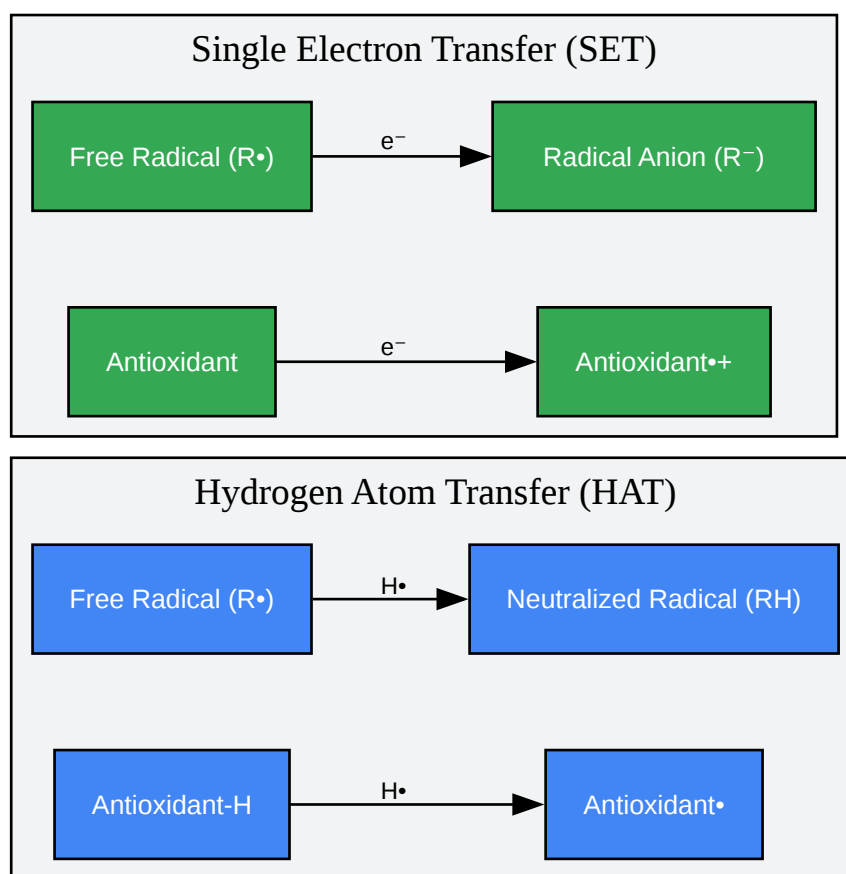 Single Electron Transfer (SET)
Free Radical (R•)
e⁻
Radical Anion (R⁻)
Antioxidant
e⁻
Antioxidant•+
Hydrogen Atom Transfer (HAT)
Free Radical (R•)
H•
Neutralized Radical (RH)
Antioxidant-H
H•
Antioxidant•